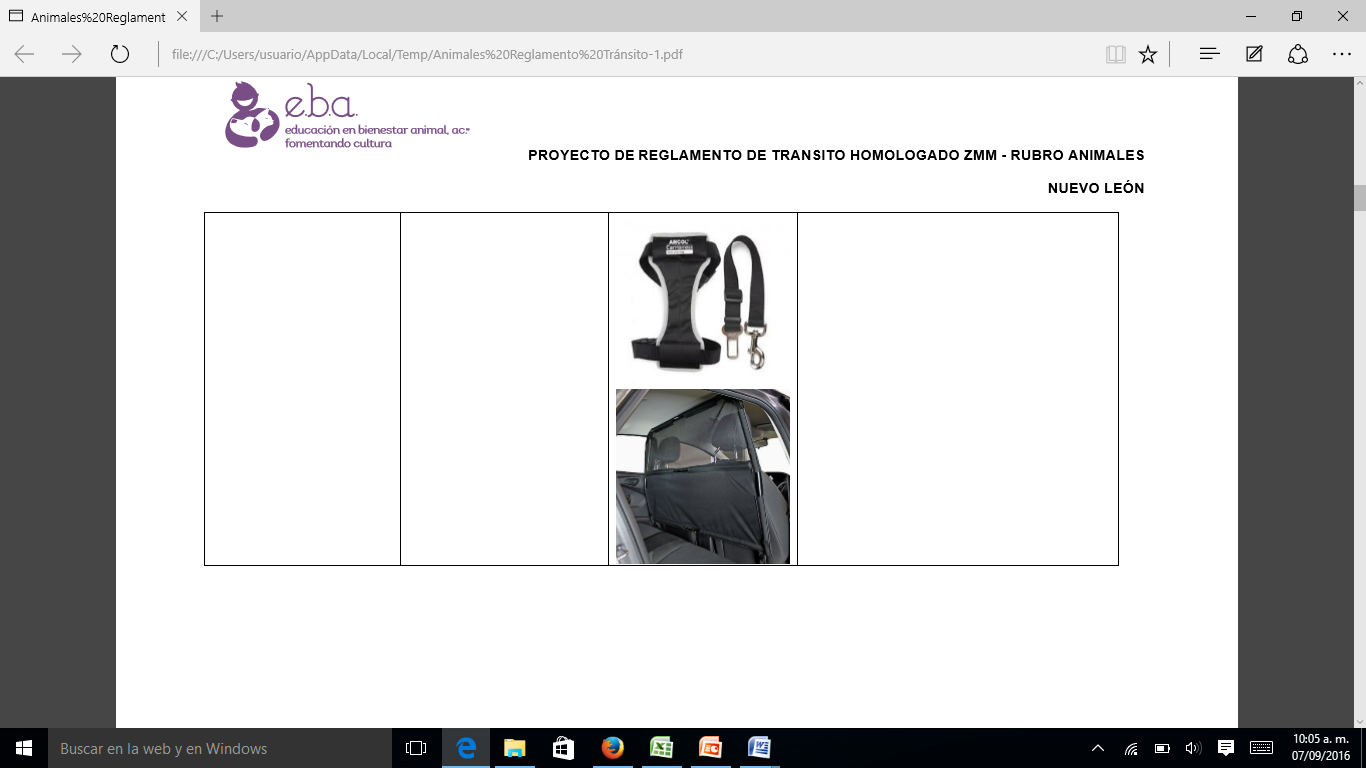 Animales%20Reglament
file:///C:/Users/usuario/AppData/Local/Temp/Animales%20Reglamento%20Tránsito-1.pdf
e.b.a.
educación en bienestar animal, ac.
fomentando cultura
PROYECTO DE REGLAMENTO DE TRANSITO HOMOLOGADO ZMM - RUBRO ANIMALES
NUEVO LEÓN
ANCOL
Buscar en la web y en Windows
10:05 a. m.
07/09/2016